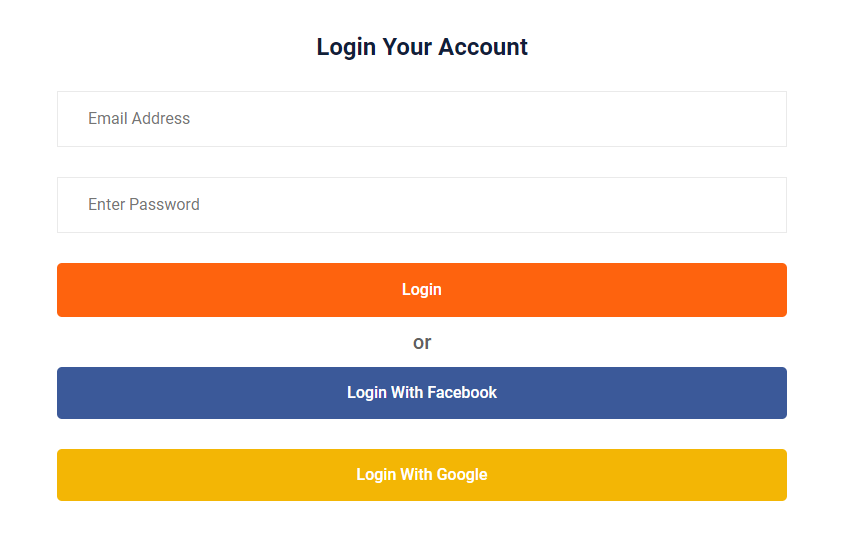 Login Your Account
Email Address
Enter Password
Login
or
Login With Facebook
Login With Google